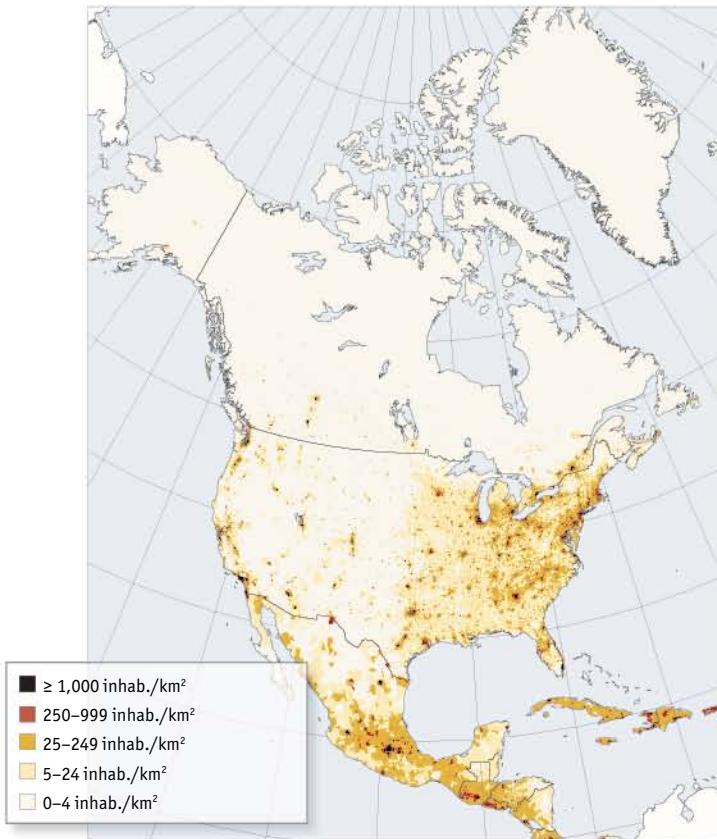 ≥ 1,000 inhab./km²
250–999 inhab./km²
25–249 inhab./km²
5–24 inhab./km²
0–4 inhab./km²